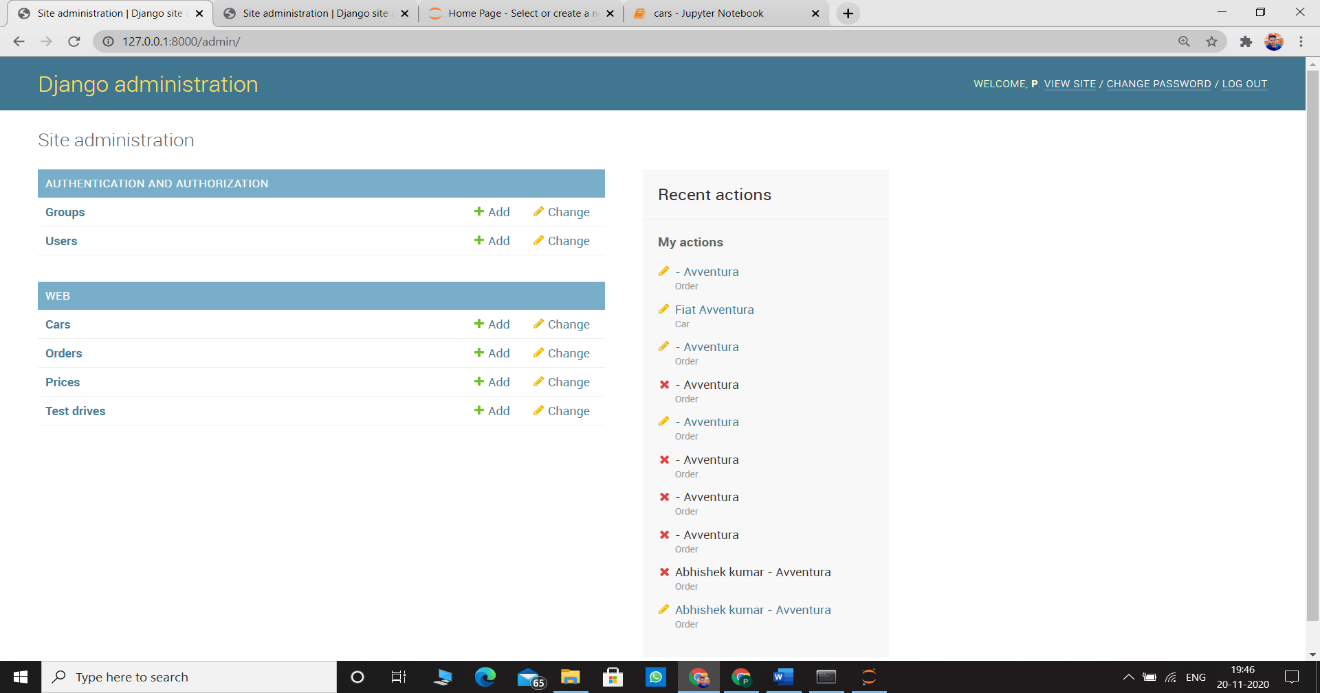 Site administration | Django site
Site administration | Django site
Home Page - Select or create a n
cars - Jupyter Notebook
127.0.0.1:8000/admin/
Django administration
WELCOME, P. VIEW SITE / CHANGE PASSWORD / LOG OUT
Site administration
AUTHENTICATION AND AUTHORIZATION
Groups Add Change
Users Add Change
WEB
Cars Add Change
Orders Add Change
Prices Add Change
Test drives Add Change
Recent actions
My actions
- Avventura
Order
Fiat Avventura
Car
- Avventura
Order
- Avventura
Order
- Avventura
Order
- Avventura
Order
- Avventura
Order
- Avventura
Order
Abhishek kumar - Avventura
Order
Abhishek kumar - Avventura
Order
Type here to search
65
ENG
19:46
20-11-2020